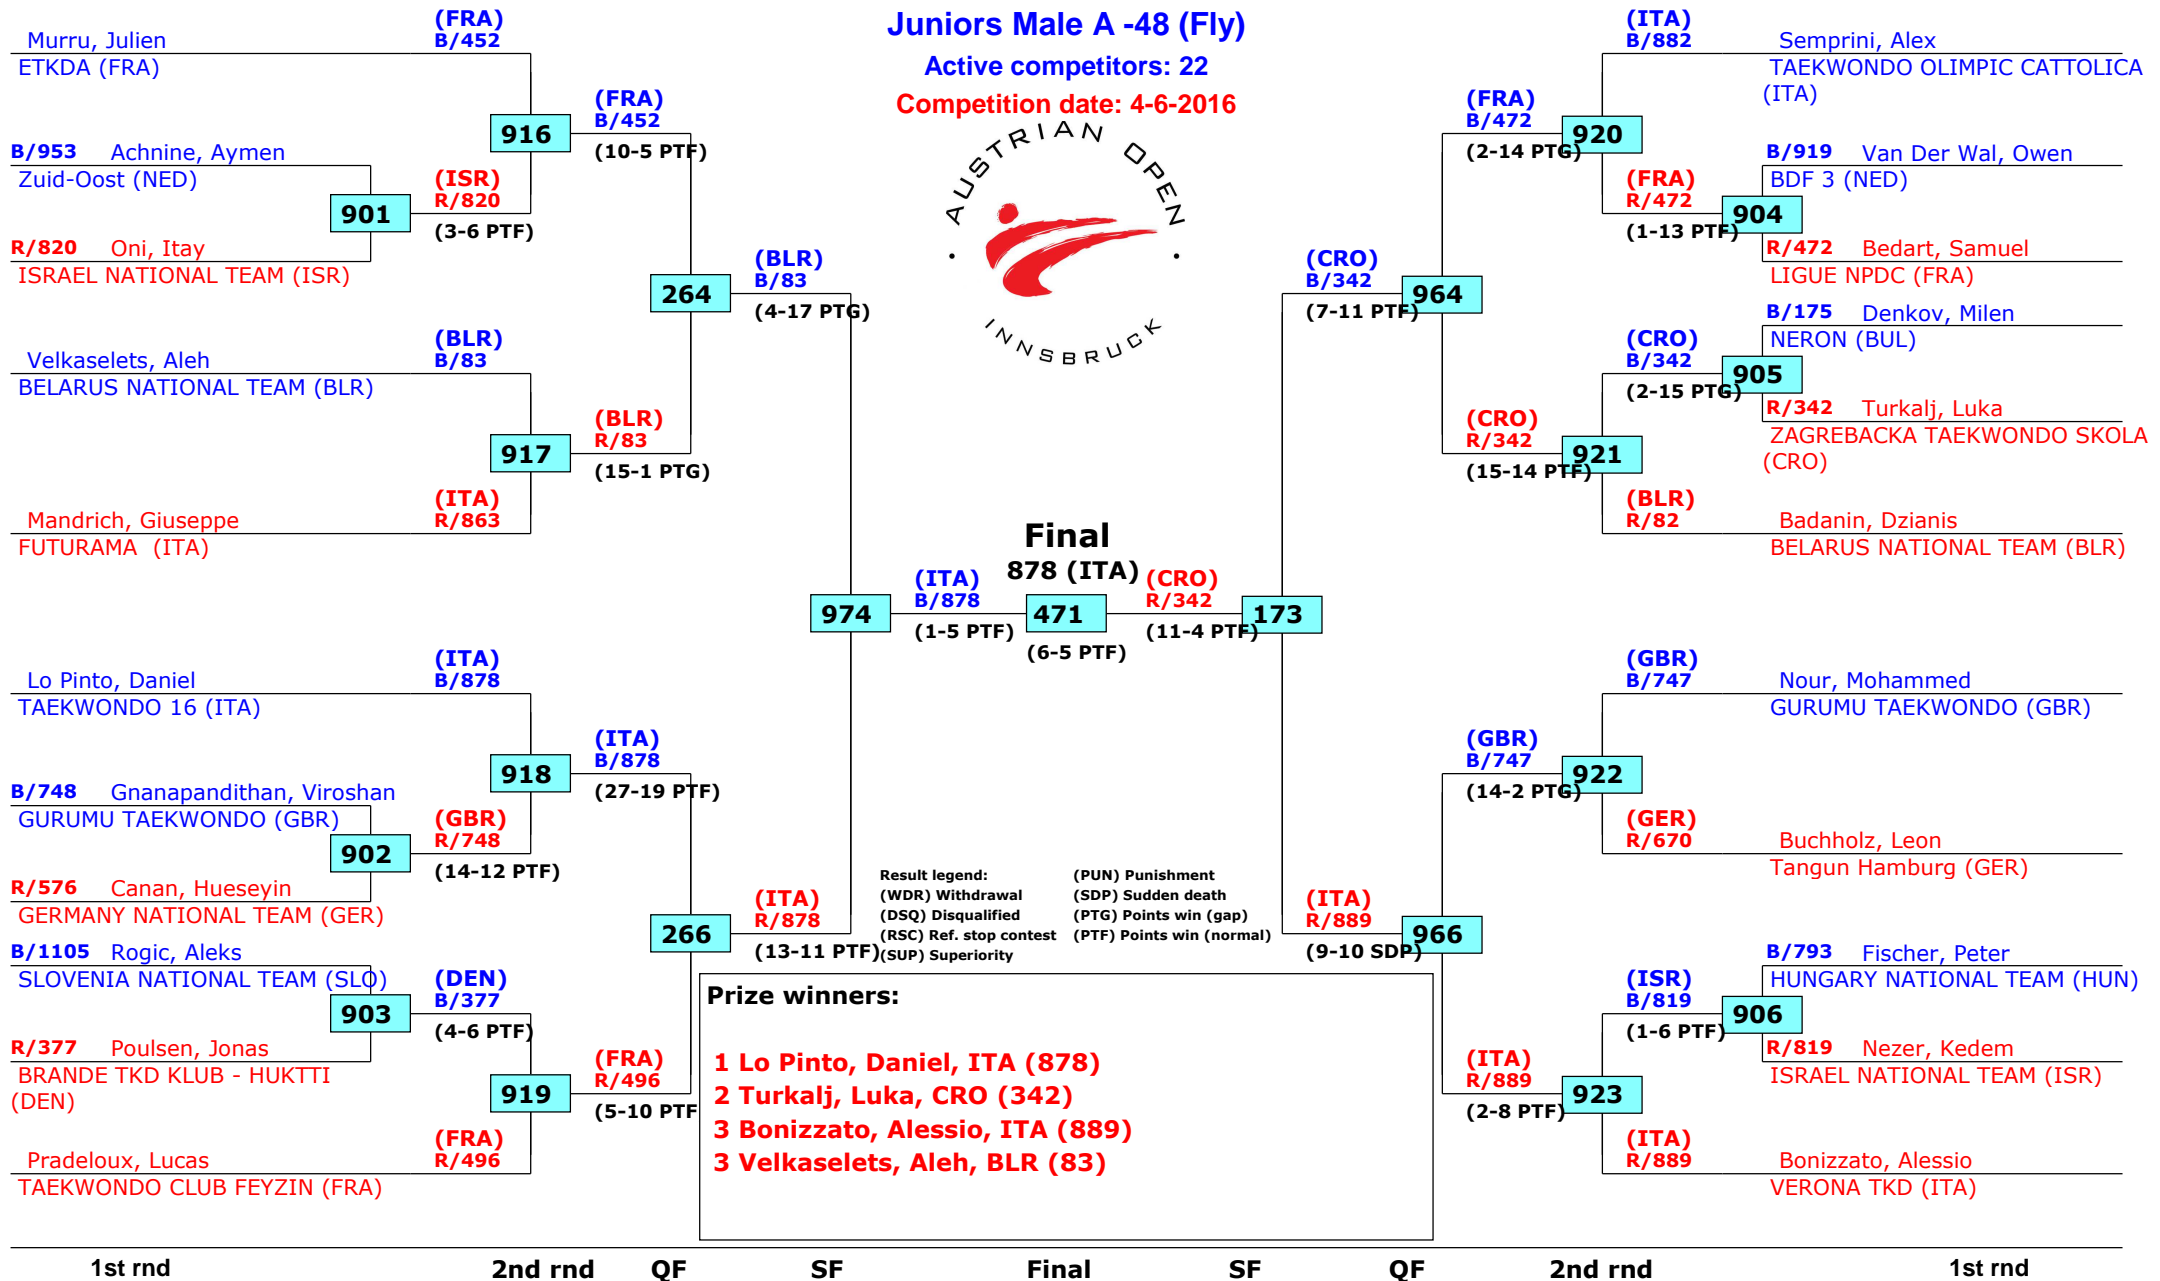 Juniors Male A -48 (Fly)
Active competitors: 22
Competition date: 4-6-2016
AUSTRIAN OPEN
INNSBRUCK
(FRA)
B/452
Murru, Julien
ETKDA (FRA)
916
(FRA)
B/452
(10-5 PTF)
B/953 Achnine, Aymen
Zuid-Oost (NED)
901
(ISR)
R/820
(3-6 PTF)
R/820 Oni, Itay
ISRAEL NATIONAL TEAM (ISR)
264
(BLR)
B/83
(4-17 PTG)
Velkaselets, Aleh
BELARUS NATIONAL TEAM (BLR)
(BLR)
B/83
917
(BLR)
R/83
(15-1 PTG)
Mandrich, Giuseppe
FUTURAMA (ITA)
(ITA)
R/863
974
(ITA)
B/878
(1-5 PTF)
Lo Pinto, Daniel
TAEKWONDO 16 (ITA)
(ITA)
B/878
918
(ITA)
B/878
(27-19 PTF)
B/748 Gnanapandithan, Viroshan
GURUMU TAEKWONDO (GBR)
902
(GBR)
R/748
(14-12 PTF)
R/576 Canan, Hueseyin
GERMANY NATIONAL TEAM (GER)
266
(ITA)
R/878
(13-11 PTF)
B/1105 Rogic, Aleks
SLOVENIA NATIONAL TEAM (SLO)
903
(DEN)
B/377
(4-6 PTF)
R/377 Poulsen, Jonas
BRANDE TKD KLUB - HUKTTI
(DEN)
919
(FRA)
R/496
(5-10 PTF
(FRA)
R/496
Pradeloux, Lucas
TAEKWONDO CLUB FEYZIN (FRA)
Final
878 (ITA)
471
(6-5 PTF)
(CRO)
R/342
(11-4 PTF)
173
(ITA)
B/882
Semprini, Alex
TAEKWONDO OLIMPIC CATTOLICA
(ITA)
(FRA)
B/472
(2-14 PTG)
920
B/919 Van Der Wal, Owen
BDF 3 (NED)
(FRA)
R/472
(1-13 PTF)
904
R/472 Bedart, Samuel
LIGUE NPDC (FRA)
(CRO)
B/342
(7-11 PTF)
964
B/175 Denkov, Milen
NERON (BUL)
(CRO)
B/342
(2-15 PTG)
905
R/342 Turkalj, Luka
ZAGREBACKA TAEKWONDO SKOLA
(CRO)
(CRO)
R/342
(15-14 PTF)
921
(BLR)
R/82
Badanin, Dzianis
BELARUS NATIONAL TEAM (BLR)
(GBR)
B/747
Nour, Mohammed
GURUMU TAEKWONDO (GBR)
(GBR)
B/747
(14-2 PTG)
922
(GER)
R/670
Buchholz, Leon
Tangun Hamburg (GER)
(ITA)
R/889
(9-10 SDP)
966
B/793 Fischer, Peter
HUNGARY NATIONAL TEAM (HUN)
(ISR)
B/819
(1-6 PTF)
906
R/819 Nezer, Kedem
ISRAEL NATIONAL TEAM (ISR)
(ITA)
R/889
(2-8 PTF)
923
(ITA)
R/889
Bonizzato, Alessio
VERONA TKD (ITA)
Result legend: (PUN) Punishment
(WDR) Withdrawal (SDP) Sudden death
(DSQ) Disqualified (PTG) Points win (gap)
(RSC) Ref. stop contest (PTF) Points win (normal)
(SUP) Superiority
Prize winners:
1 Lo Pinto, Daniel, ITA (878)
2 Turkalj, Luka, CRO (342)
3 Bonizzato, Alessio, ITA (889)
3 Velkaselets, Aleh, BLR (83)
1st rnd 2nd rnd QF SF Final SF QF 2nd rnd 1st rnd